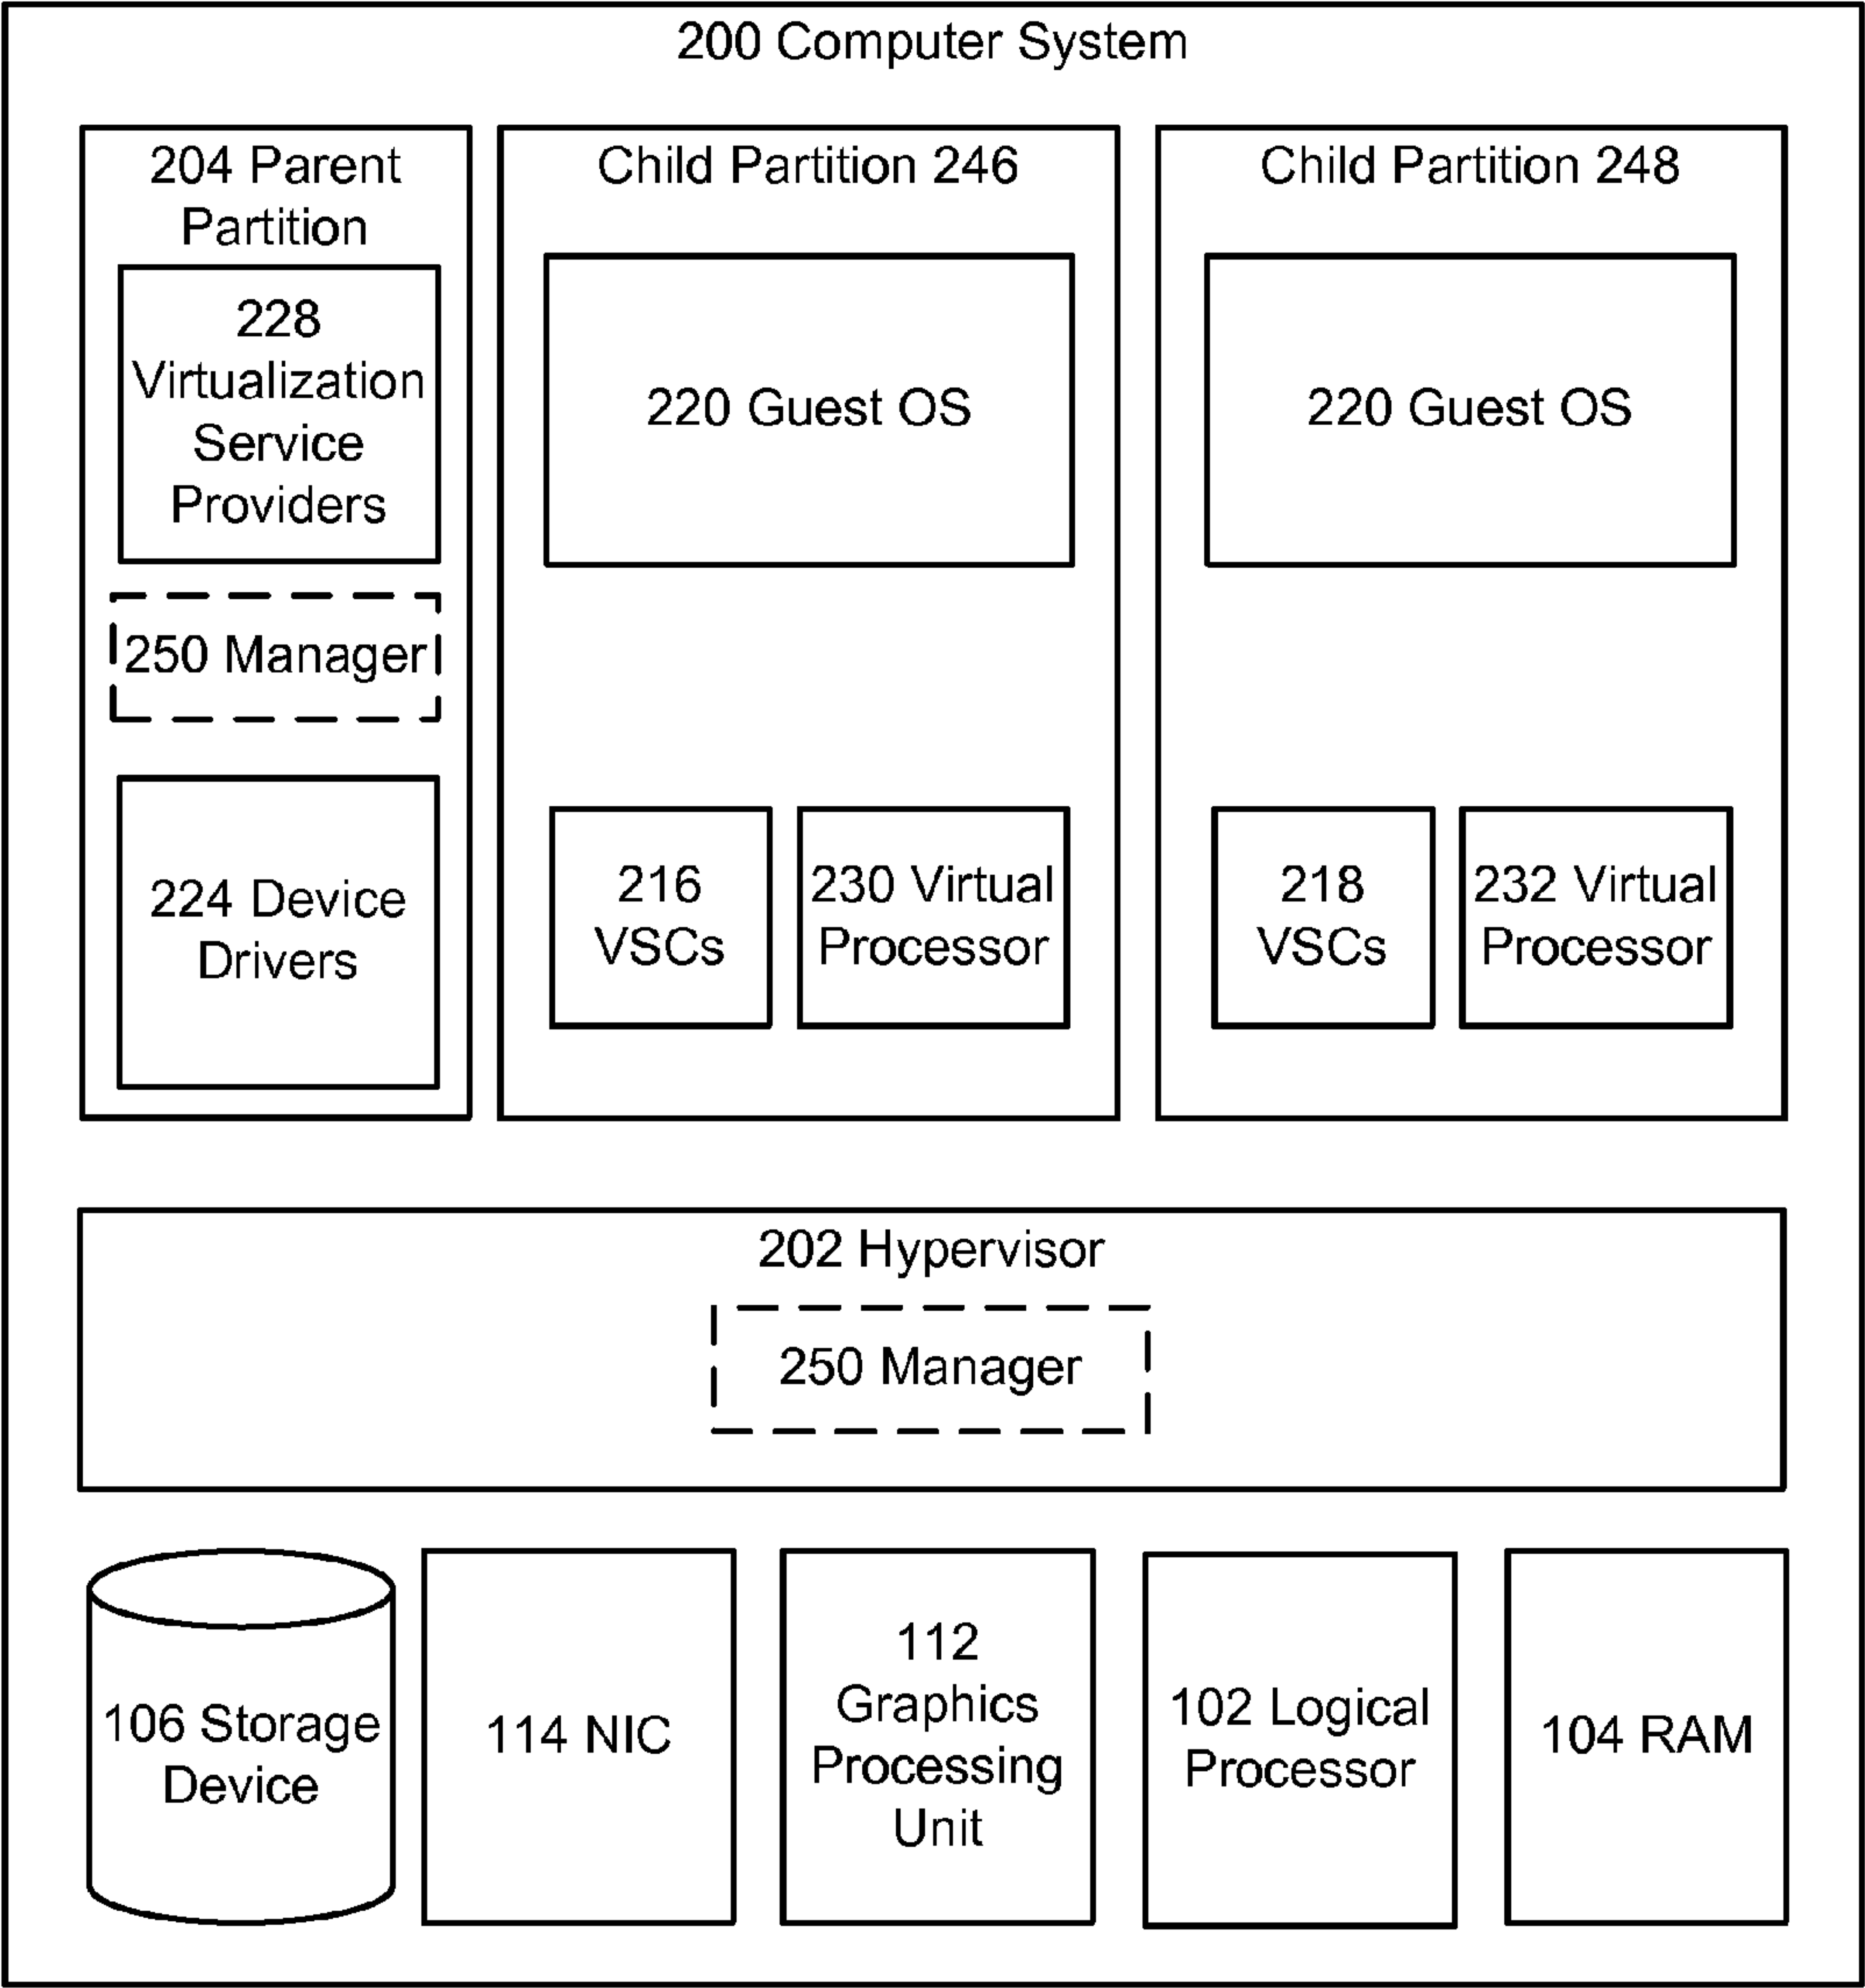 200 Computer System
204 Parent
Partition
228
Virtualization
Service
Providers
250 Manager
224 Device
Drivers
Child Partition 246
220 Guest OS
216
VSCs
230 Virtual
Processor
Child Partition 248
220 Guest OS
218
VSCs
232 Virtual
Processor
202 Hypervisor
250 Manager
106 Storage
Device
114 NIC
112
Graphics
Processing
Unit
102 Logical
Processor
104 RAM